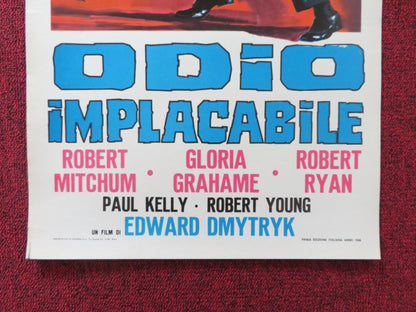 ODIO
iMPLACABILE
ROBERT MITCHUM • GLORIA GRAHAME • ROBERT RYAN
PAUL KELLY • ROBERT YOUNG
UN FILM DI EDWARD DMYTRYK